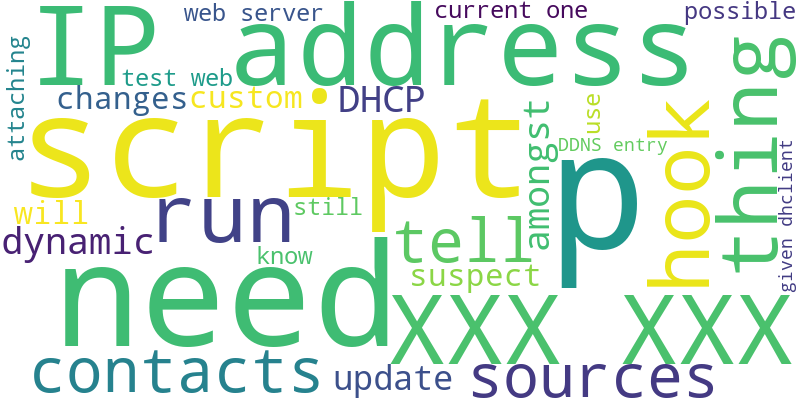 web server
current one
possible
IP address
attaching
test web
changes
custom
DHCP
use
thing
script
amongst
DDNS entry
p
hook
given dhclient
will
run
still
dynamic
tell
know
suspect
need
XXX XXX
contacts
update
sources